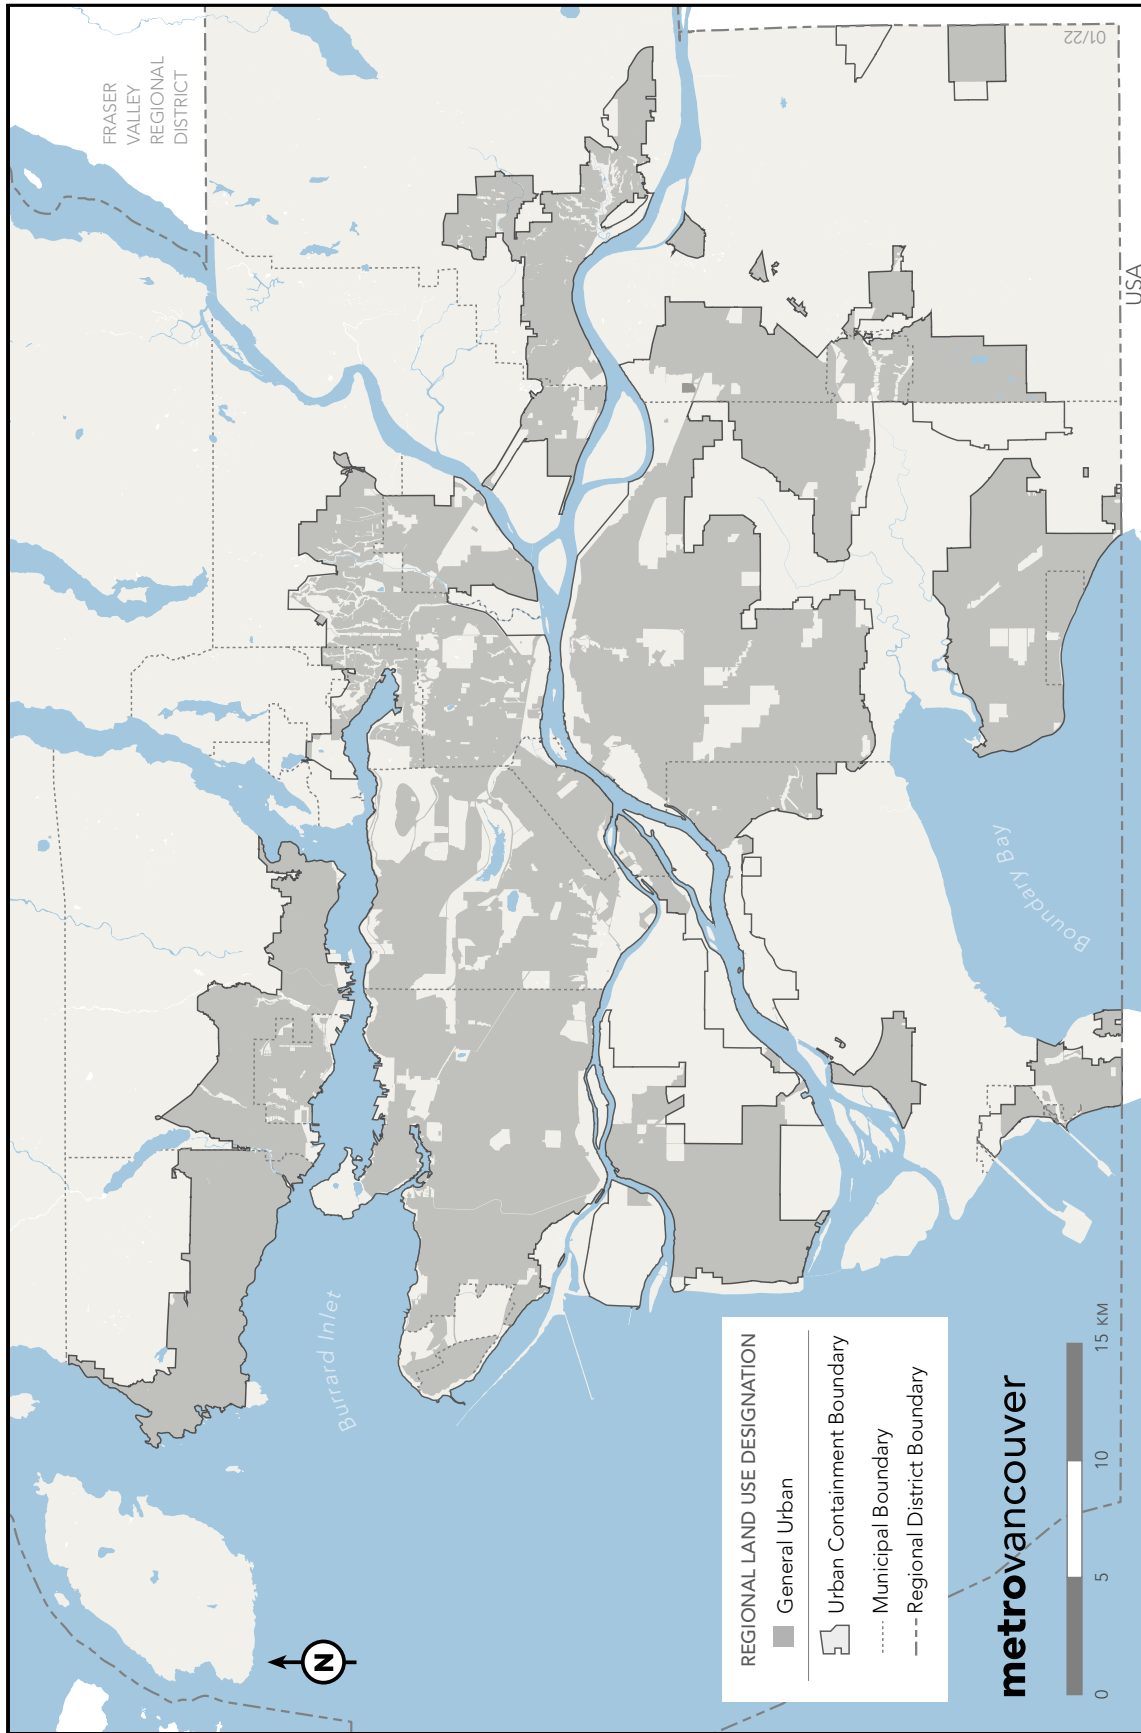 FRASER
VALLEY
REGIONAL
DISTRICT
01/22
USA
Burrard Inlet
Boundary Bay
REGIONAL LAND USE DESIGNATION
General Urban
Urban Containment Boundary
Municipal Boundary
Regional District Boundary
metrovancouver
0 5 10 15 KM
N